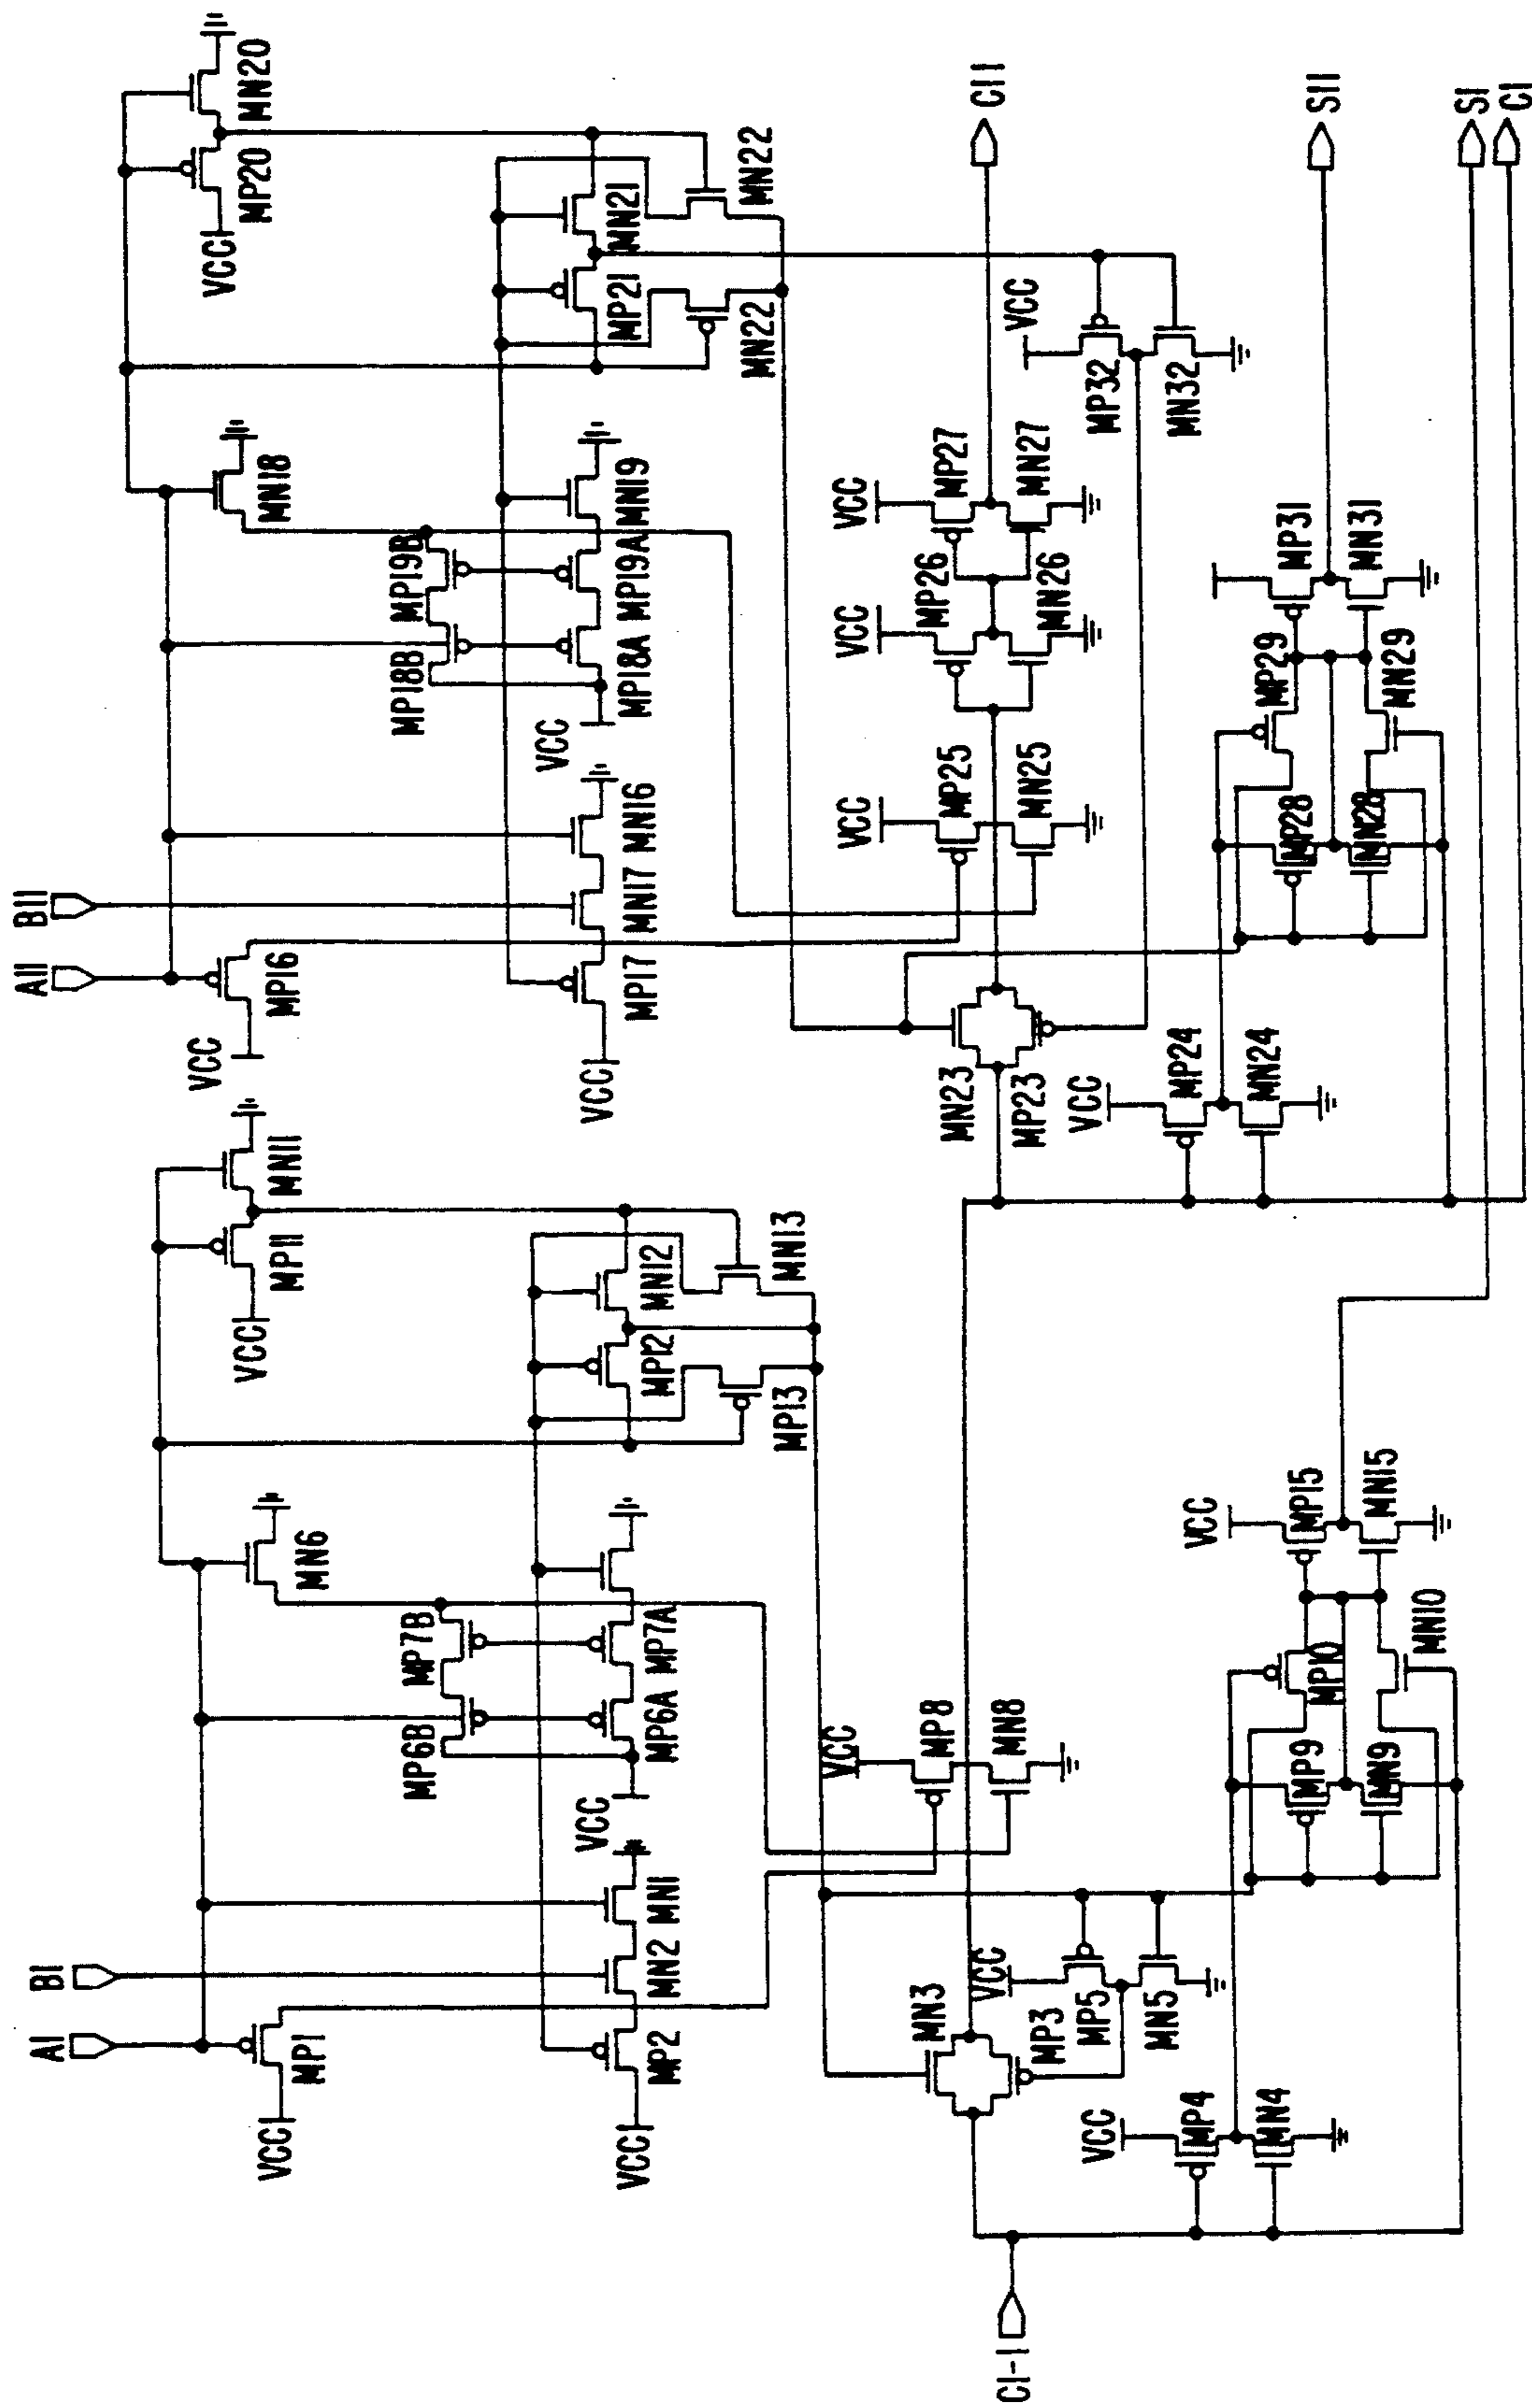 AI
BI
AII
BII
VCC
MP1
MN6
VCC
MP11
MN11
VCC
MP16
MN18
VCC
MP20
MN20
MP6B
MP7B
MP18B
MP19B
VCC
MP2
MN2
MN1
VCC
MP6A
MP7A
MP12
MN12
VCC
MP17
MN17
MN16
VCC
MP18A
MP19A
MN19
MP21
MN21
MP13
MN13
MN22
MN22
VCC
VCC
VCC
VCC
MN3
MP8
MN23
MP25
MP26
MP27
CII
CI-1
VCC
MN8
MP23
MN25
MN26
MN27
VCC
MP3
MP5
VCC
MP32
VCC
MN5
MN32
MP4
MP24
MN4
MN24
VCC
MP9
MP10
MP15
MP28
MP29
MP31
SII
MN9
MN10
MN15
MN28
MN29
MN31
SI
CI